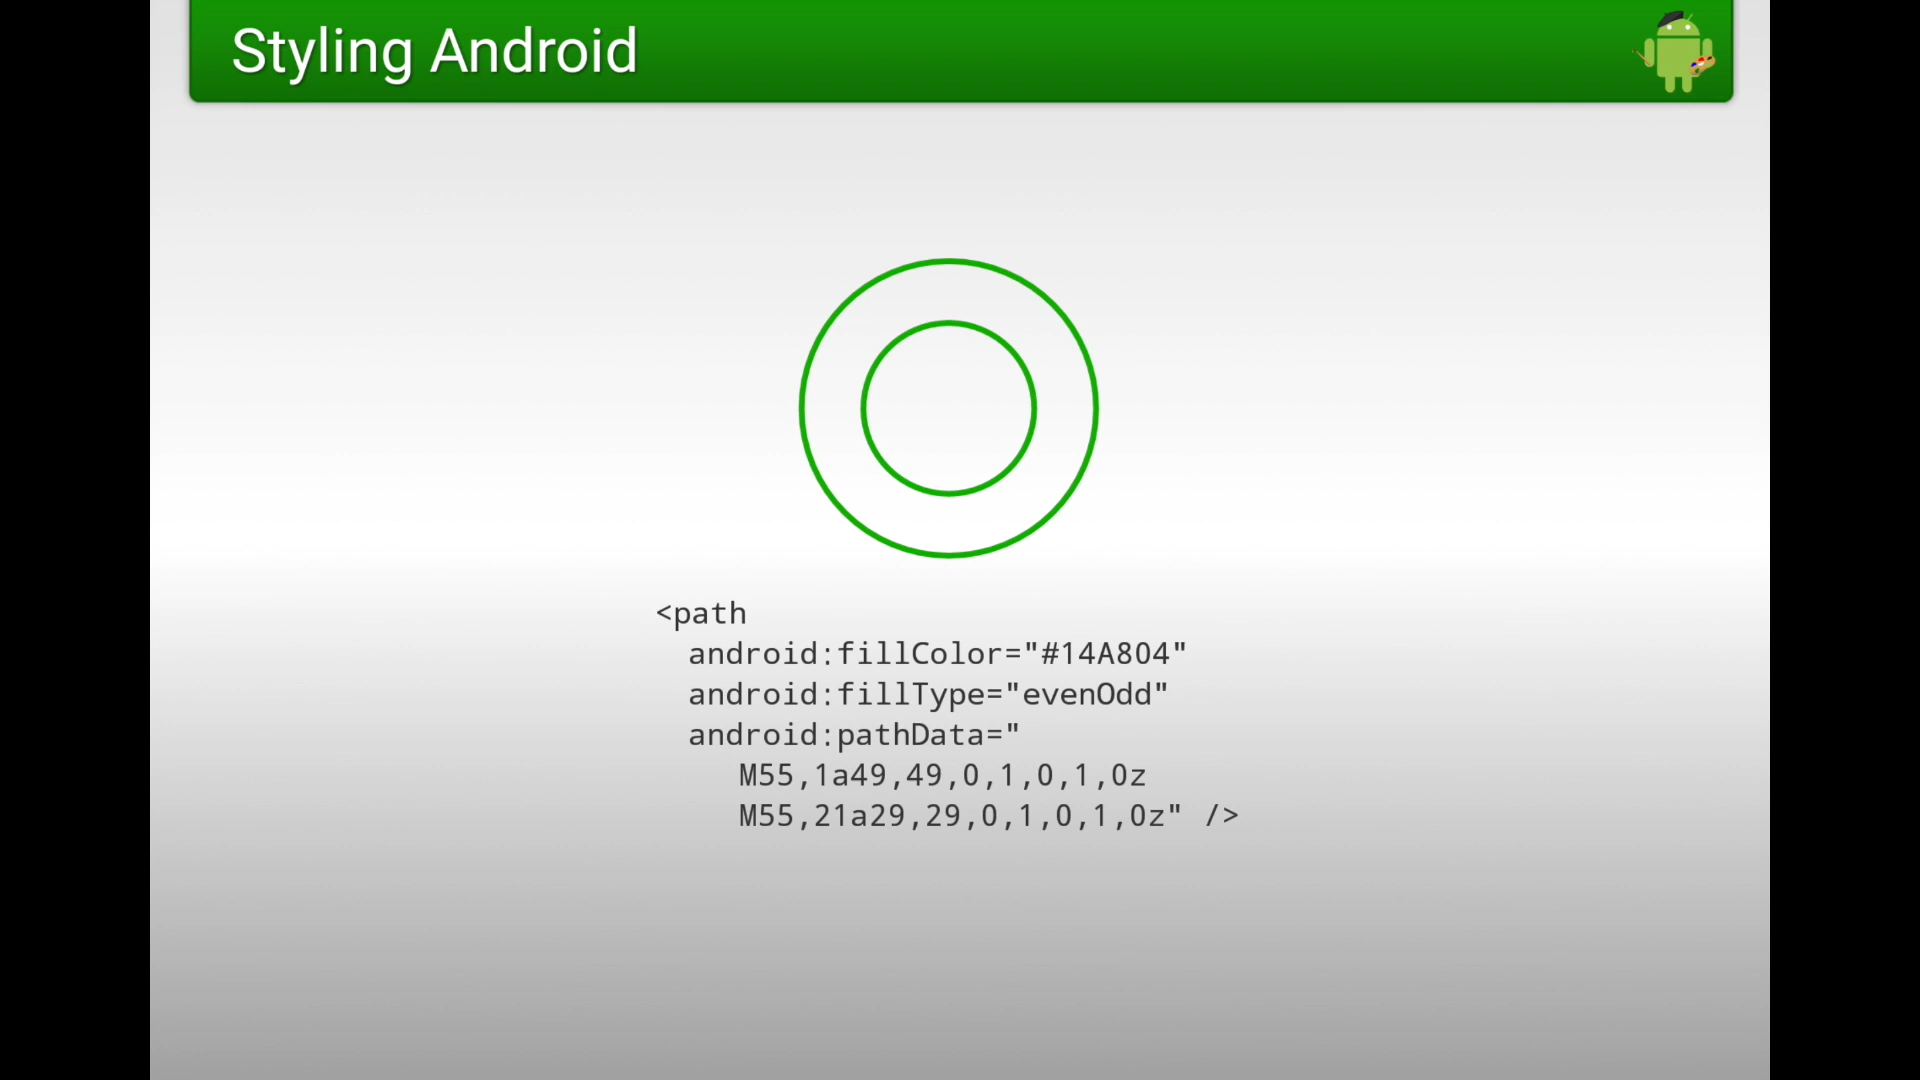 Styling Android
<path
android:fillColor="#14A804"
android:fillType="evenOdd"
android:pathData="
M55,1a49,49,0,1,0,1,0z
M55,21a29,29,0,1,0,1,0z" />